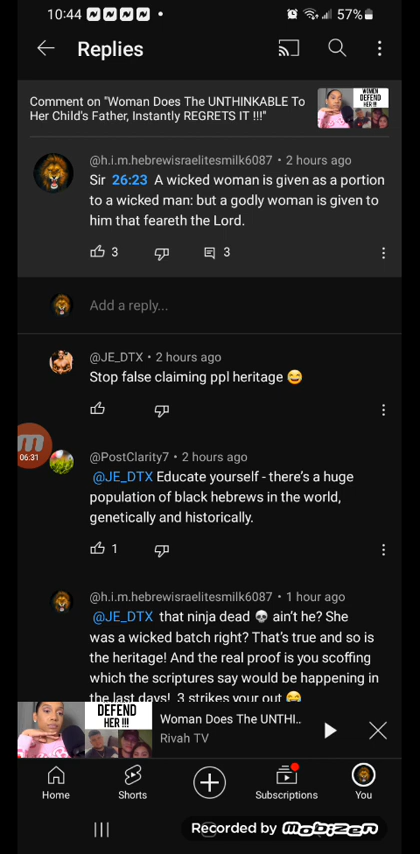 10:44 N N N N • 57%
Replies
Comment on "Woman Does The UNTHINKABLE To
Her Child's Father, Instantly REGRETS IT !!!"
WOMEN
DEFEND
HER !!!
@h.i.m.hebrewisraelitesmilk6087 • 2 hours ago
Sir 26:23 A wicked woman is given as a portion
to a wicked man: but a godly woman is given to
him that feareth the Lord.
3 3
Add a reply...
@JE_DTX • 2 hours ago
Stop false claiming ppl heritage 😅
06:31
@PostClarity7 • 2 hours ago
@JE_DTX Educate yourself - there's a huge
population of black hebrews in the world,
genetically and historically.
1
@h.i.m.hebrewisraelitesmilk6087 • 1 hour ago
@JE_DTX that ninja dead 💀 ain't he? She
was a wicked batch right? That's true and so is
the heritage! And the real proof is you scoffing
which the scriptures say would be happening in
the last days! 3 strikes your out 😄
DEFEND
HER !!!
Woman Does The UNTHI..
Rivah TV
Home Shorts Subscriptions You
Recorded by Mobizen